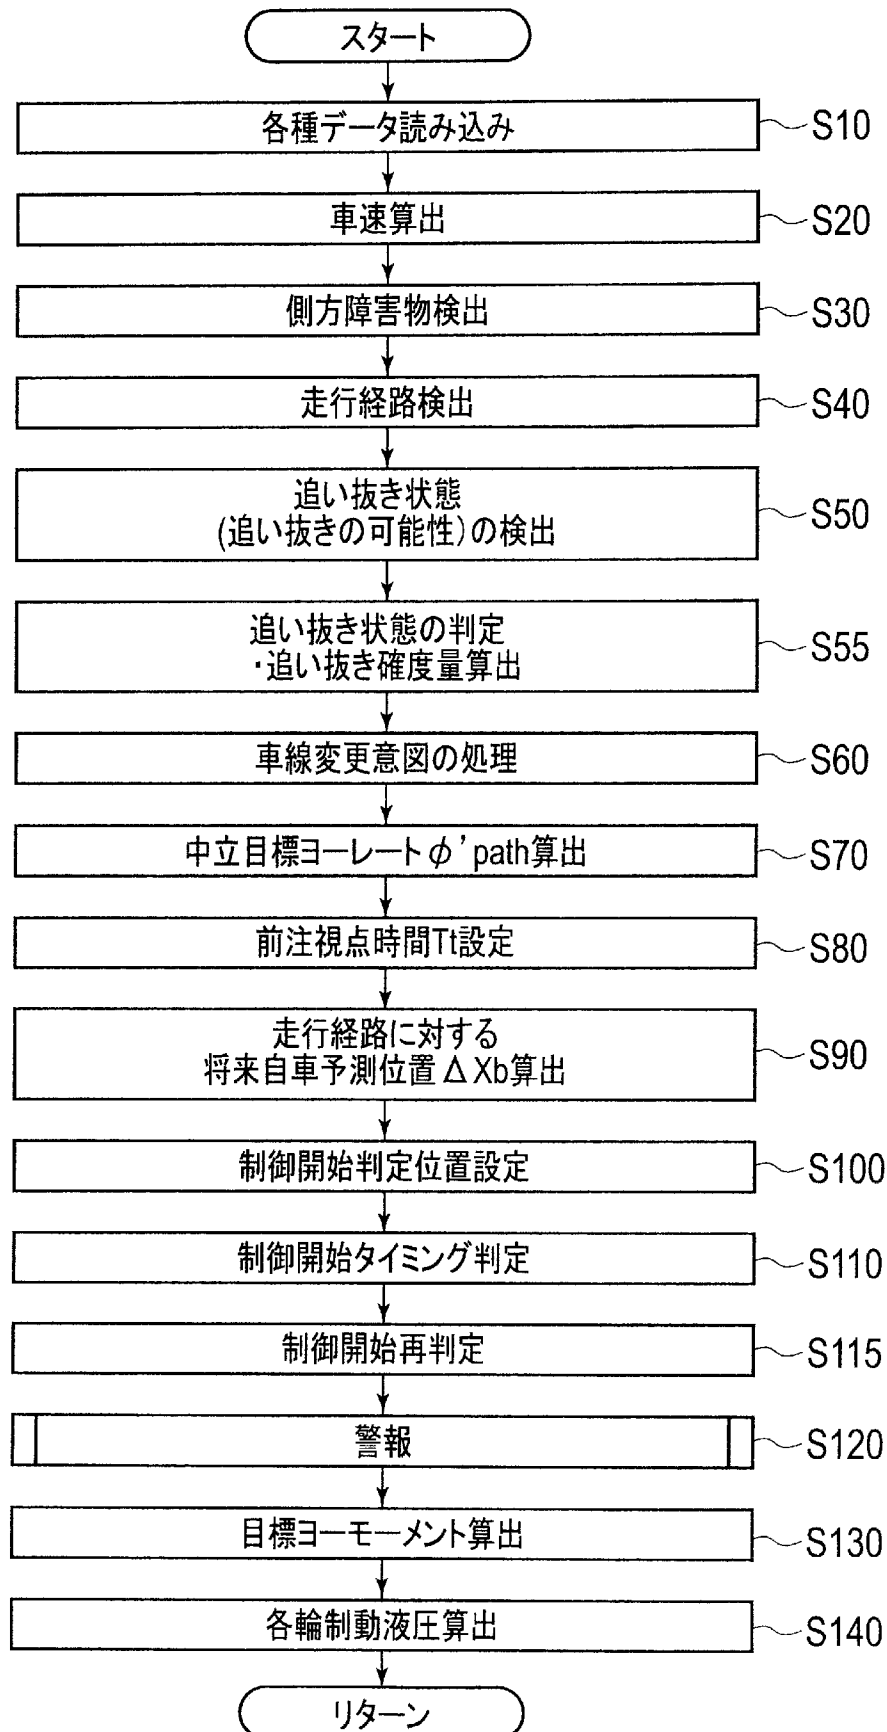 スタート
各種データ読み込み
S10
車速算出
S20
側方障害物検出
S30
走行経路検出
S40
追い抜き状態
(追い抜きの可能性)の検出
S50
追い抜き状態の判定
・追い抜き確度量算出
S55
車線変更意図の処理
S60
中立目標ヨーレートφ'path算出
S70
前注視点時間Tt設定
S80
走行経路に対する
将来自車予測位置ΔXb算出
S90
制御開始判定位置設定
S100
制御開始タイミング判定
S110
制御開始再判定
S115
警報
S120
目標ヨーモーメント算出
S130
各輪制動液圧算出
S140
リターン